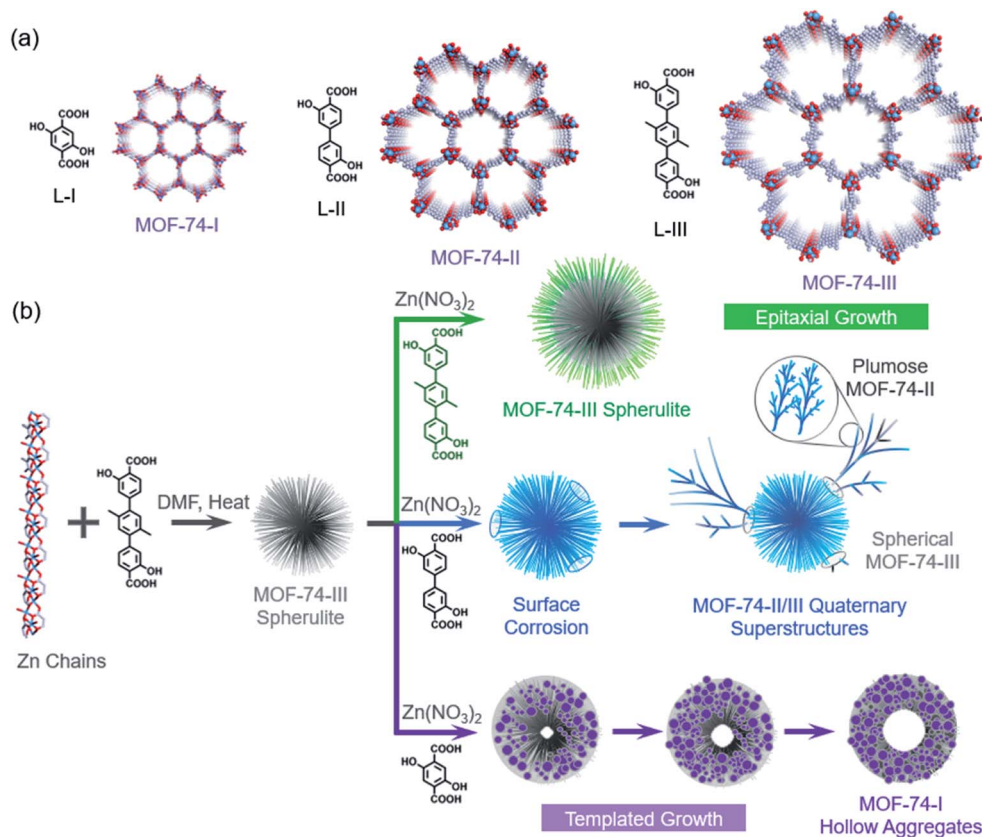 (a)
COOH
HO
OH
COOH
L-I
MOF-74-I
COOH
HO
OH
COOH
L-II
MOF-74-II
COOH
HO
OH
COOH
L-III
MOF-74-III
(b)
Zn Chains
+
COOH
HO
OH
COOH
DMF, Heat
MOF-74-III
Spherulite
Zn(NO₃)₂
COOH
HO
OH
COOH
MOF-74-III Spherulite
Epitaxial Growth
Zn(NO₃)₂
COOH
HO
OH
COOH
Surface
Corrosion
Plumose
MOF-74-II
Spherical
MOF-74-III
MOF-74-II/III Quaternary
Superstructures
Zn(NO₃)₂
COOH
HO
OH
COOH
Templated Growth
MOF-74-I
Hollow Aggregates